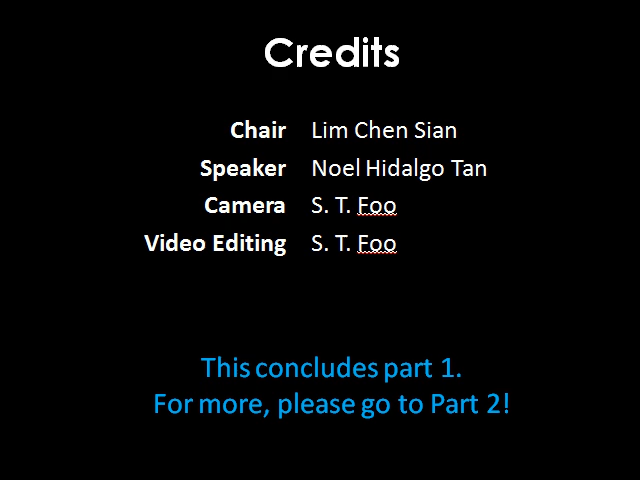 Credits
Chair Lim Chen Sian
Speaker Noel Hidalgo Tan
Camera S. T. Foo
Video Editing S. T. Foo
This concludes part 1.
For more, please go to Part 2!